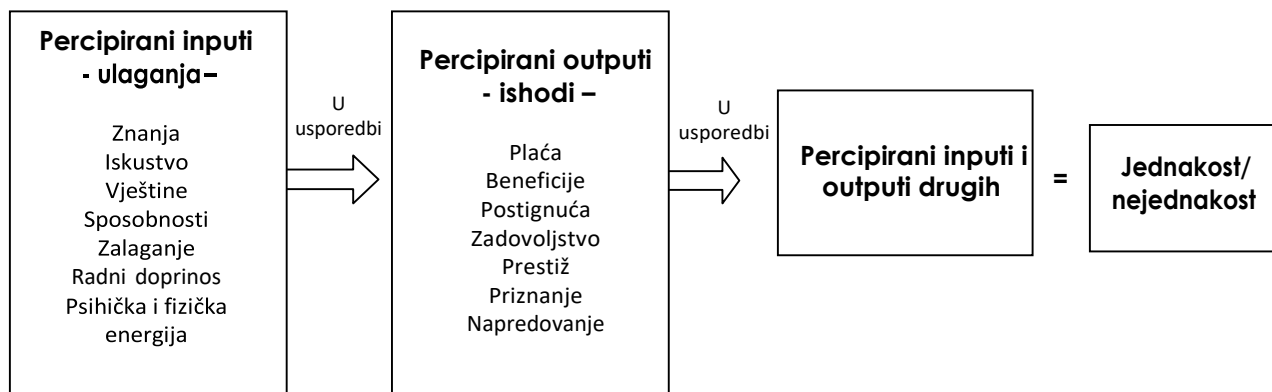 Percipirani inputi
- ulaganja–
Znanja
Iskustvo
Vještine
Sposobnosti
Zalaganje
Radni doprinos
Psihička i fizička
energija
U
usporedbi
Percipirani outputi
- ishodi –
Plaća
Beneficije
Postignuća
Zadovoljstvo
Prestiž
Priznanje
Napredovanje
U
usporedbi
Percipirani inputi i
outputi drugih
=
Jednakost/
nejednakost